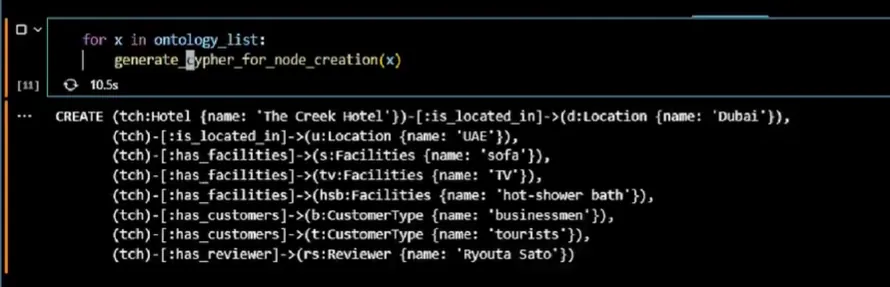 for x in ontology_list:
generate_cypher_for_node_creation(x)
[11]
10.5s
CREATE (tch:Hotel {name: 'The Creek Hotel'})-[:is_located_in]->(d:Location {name: 'Dubai'}),
(tch)-[:is_located_in]->(u:Location {name: 'UAE'}),
(tch)-[:has_facilities]->(s:Facilities {name: 'sofa'}),
(tch)-[:has_facilities]->(tv:Facilities {name: 'TV'}),
(tch)-[:has_facilities]->(hsb:Facilities {name: 'hot-shower bath'}),
(tch)-[:has_customers]->(b:CustomerType {name: 'businessmen'}),
(tch)-[:has_customers]->(t:CustomerType {name: 'tourists'}),
(tch)-[:has_reviewer]->(rs:Reviewer {name: 'Ryouta Sato'})